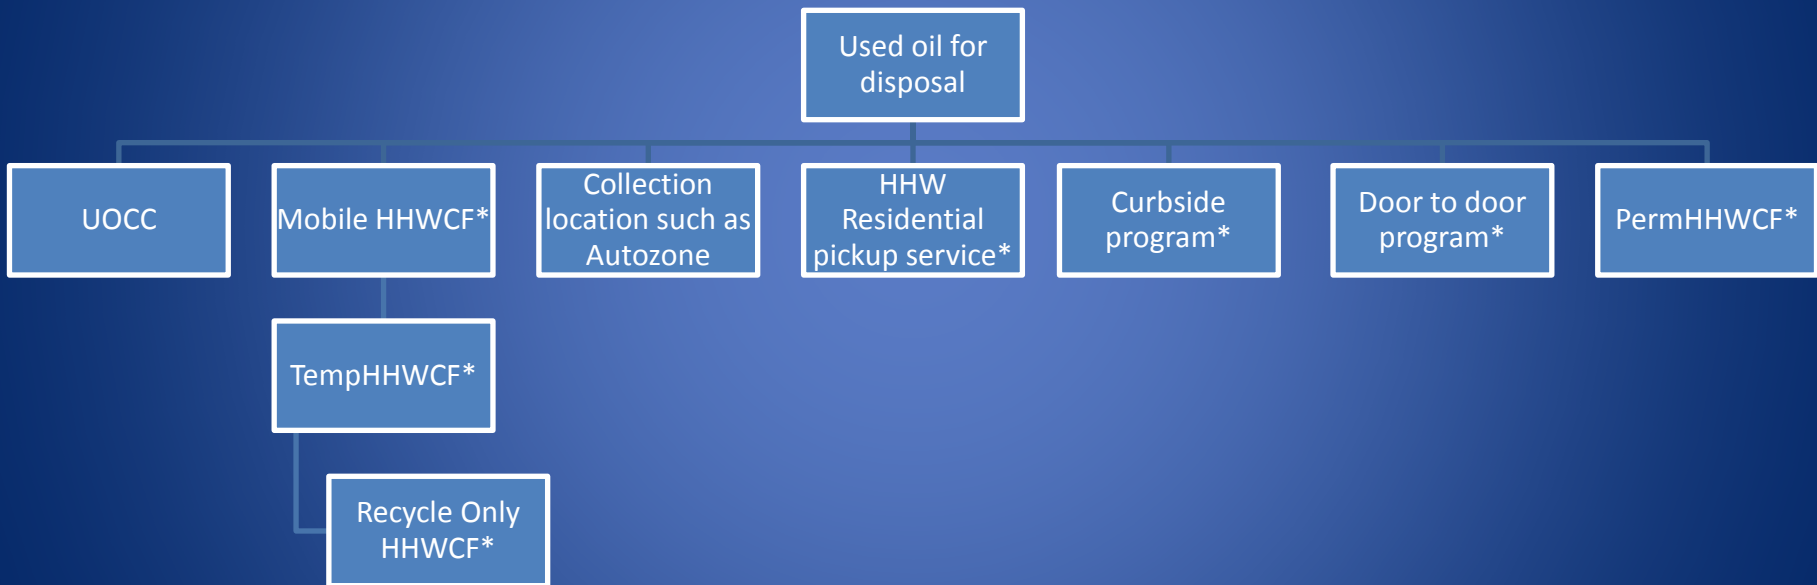 Used oil for
disposal
UOCC
Mobile HHWCF*
Collection
location such as
Autozone
HHW
Residential
pickup service*
Curbside
program*
Door to door
program*
PermHHWCF*
TempHHWCF*
Recycle Only
HHWCF*